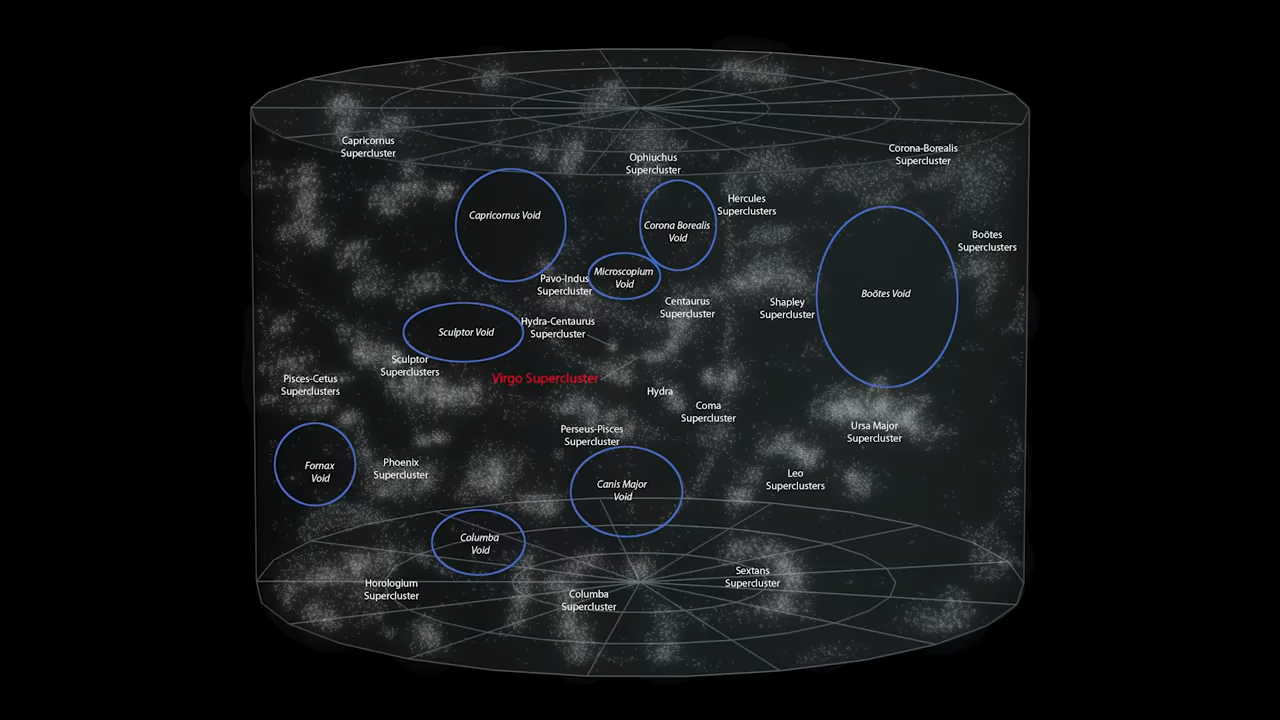 Capricornus
Supercluster
Corona-Borealis
Supercluster
Ophiuchus
Supercluster
Hercules
Superclusters
Capricornus Void
Corona Borealis
Void
Boötes
Superclusters
Microscopium
Void
Pavo-Indus
Supercluster
Boötes Void
Centaurus
Supercluster
Shapley
Supercluster
Hydra-Centaurus
Supercluster
Sculptor Void
Sculptor
Superclusters
Virgo Supercluster
Pisces-Cetus
Superclusters
Hydra
Coma
Supercluster
Perseus-Pisces
Supercluster
Ursa Major
Supercluster
Fornax
Void
Phoenix
Supercluster
Canis Major
Void
Leo
Superclusters
Columba
Void
Sextans
Supercluster
Horologium
Supercluster
Columba
Supercluster